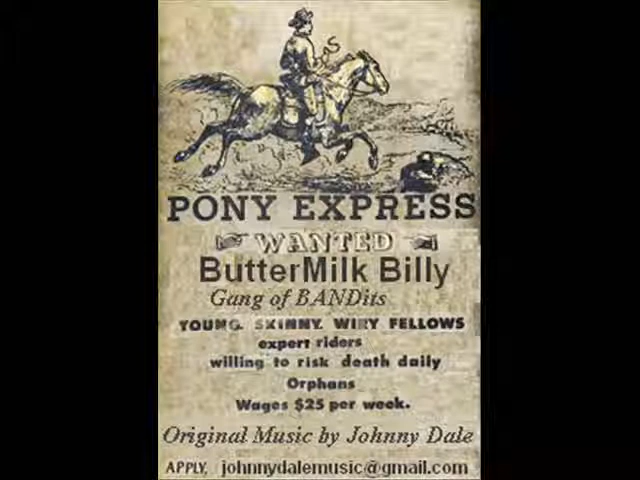 PONY EXPRESS
WANTED
ButterMilk Billy
Gang of BANDits
YOUNG. SKINNY. WIRY FELLOWS
expert riders
willing to risk death daily
Orphans
Wages $25 per week.
Original Music by Johnny Dale
APPLY, johnnydalemusic@gmail.com